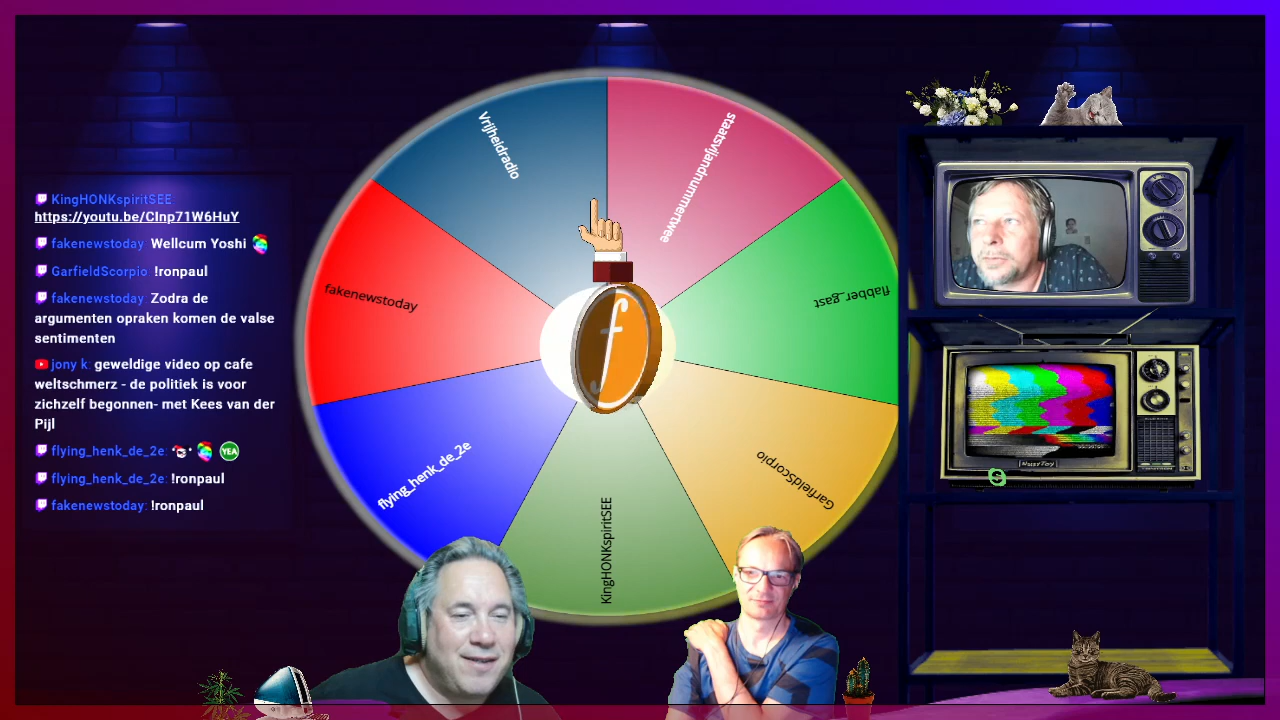 KingHONKspiritSEE
https://youtu.be/CInp71W6HuY
fakenewstoday Wellcum Yoshi
GarfieldScorpio !ronpaul
fakenewstoday Zodra de
argumenten opraken komen de valse
sentimenten
jony k: geweldige video op cafe
weltschmerz - de politiek is voor
zichzelf begonnen- met Kees van der
Pijl
flying_henk_de_2e: YEA
flying_henk_de_2e: !ronpaul
fakenewstoday: !ronpaul
Vrijheidradio
staatsvijandnummertwee
fakenewstoday
flabber_gast
flying_henk_de_2e
GarfieldScorpio
KingHONKspiritSEE
f